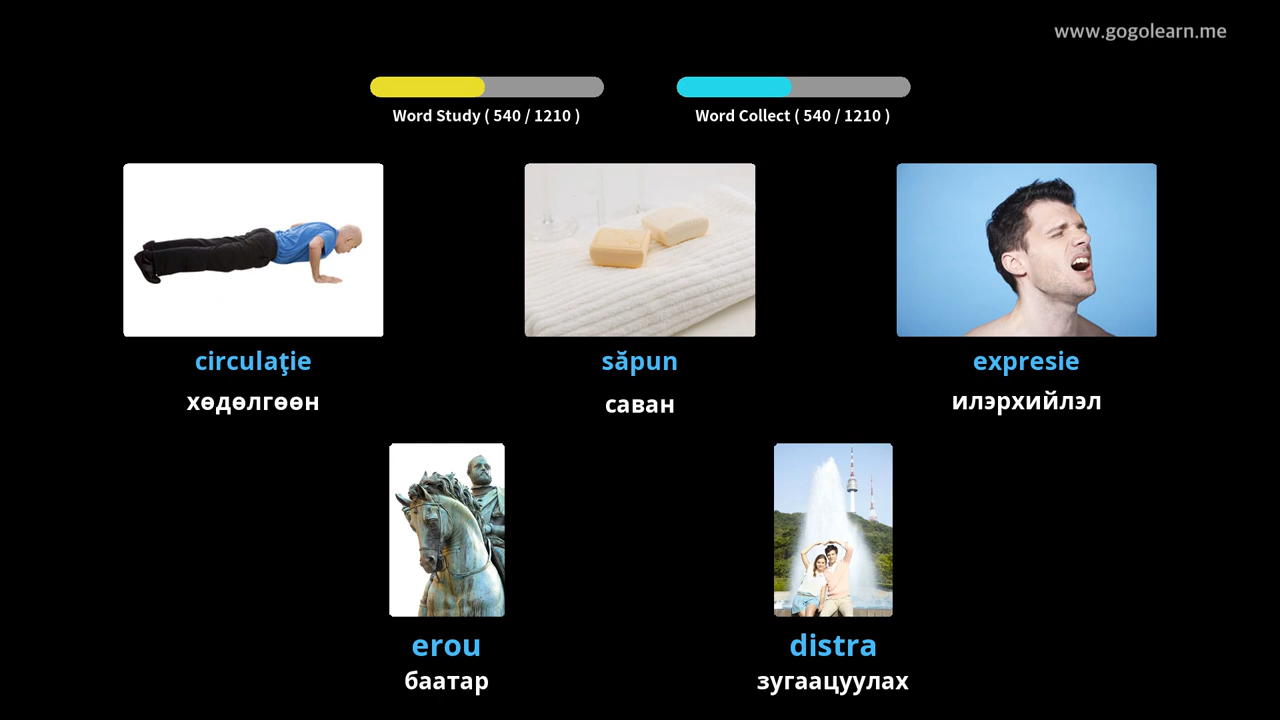 www.gogolearn.me
Word Study ( 540 / 1210 )
Word Collect ( 540 / 1210 )
circulaţie
săpun
expresie
хөдөлгөөн
саван
илэрхийлэл
erou
distra
баатар
зугаацуулах